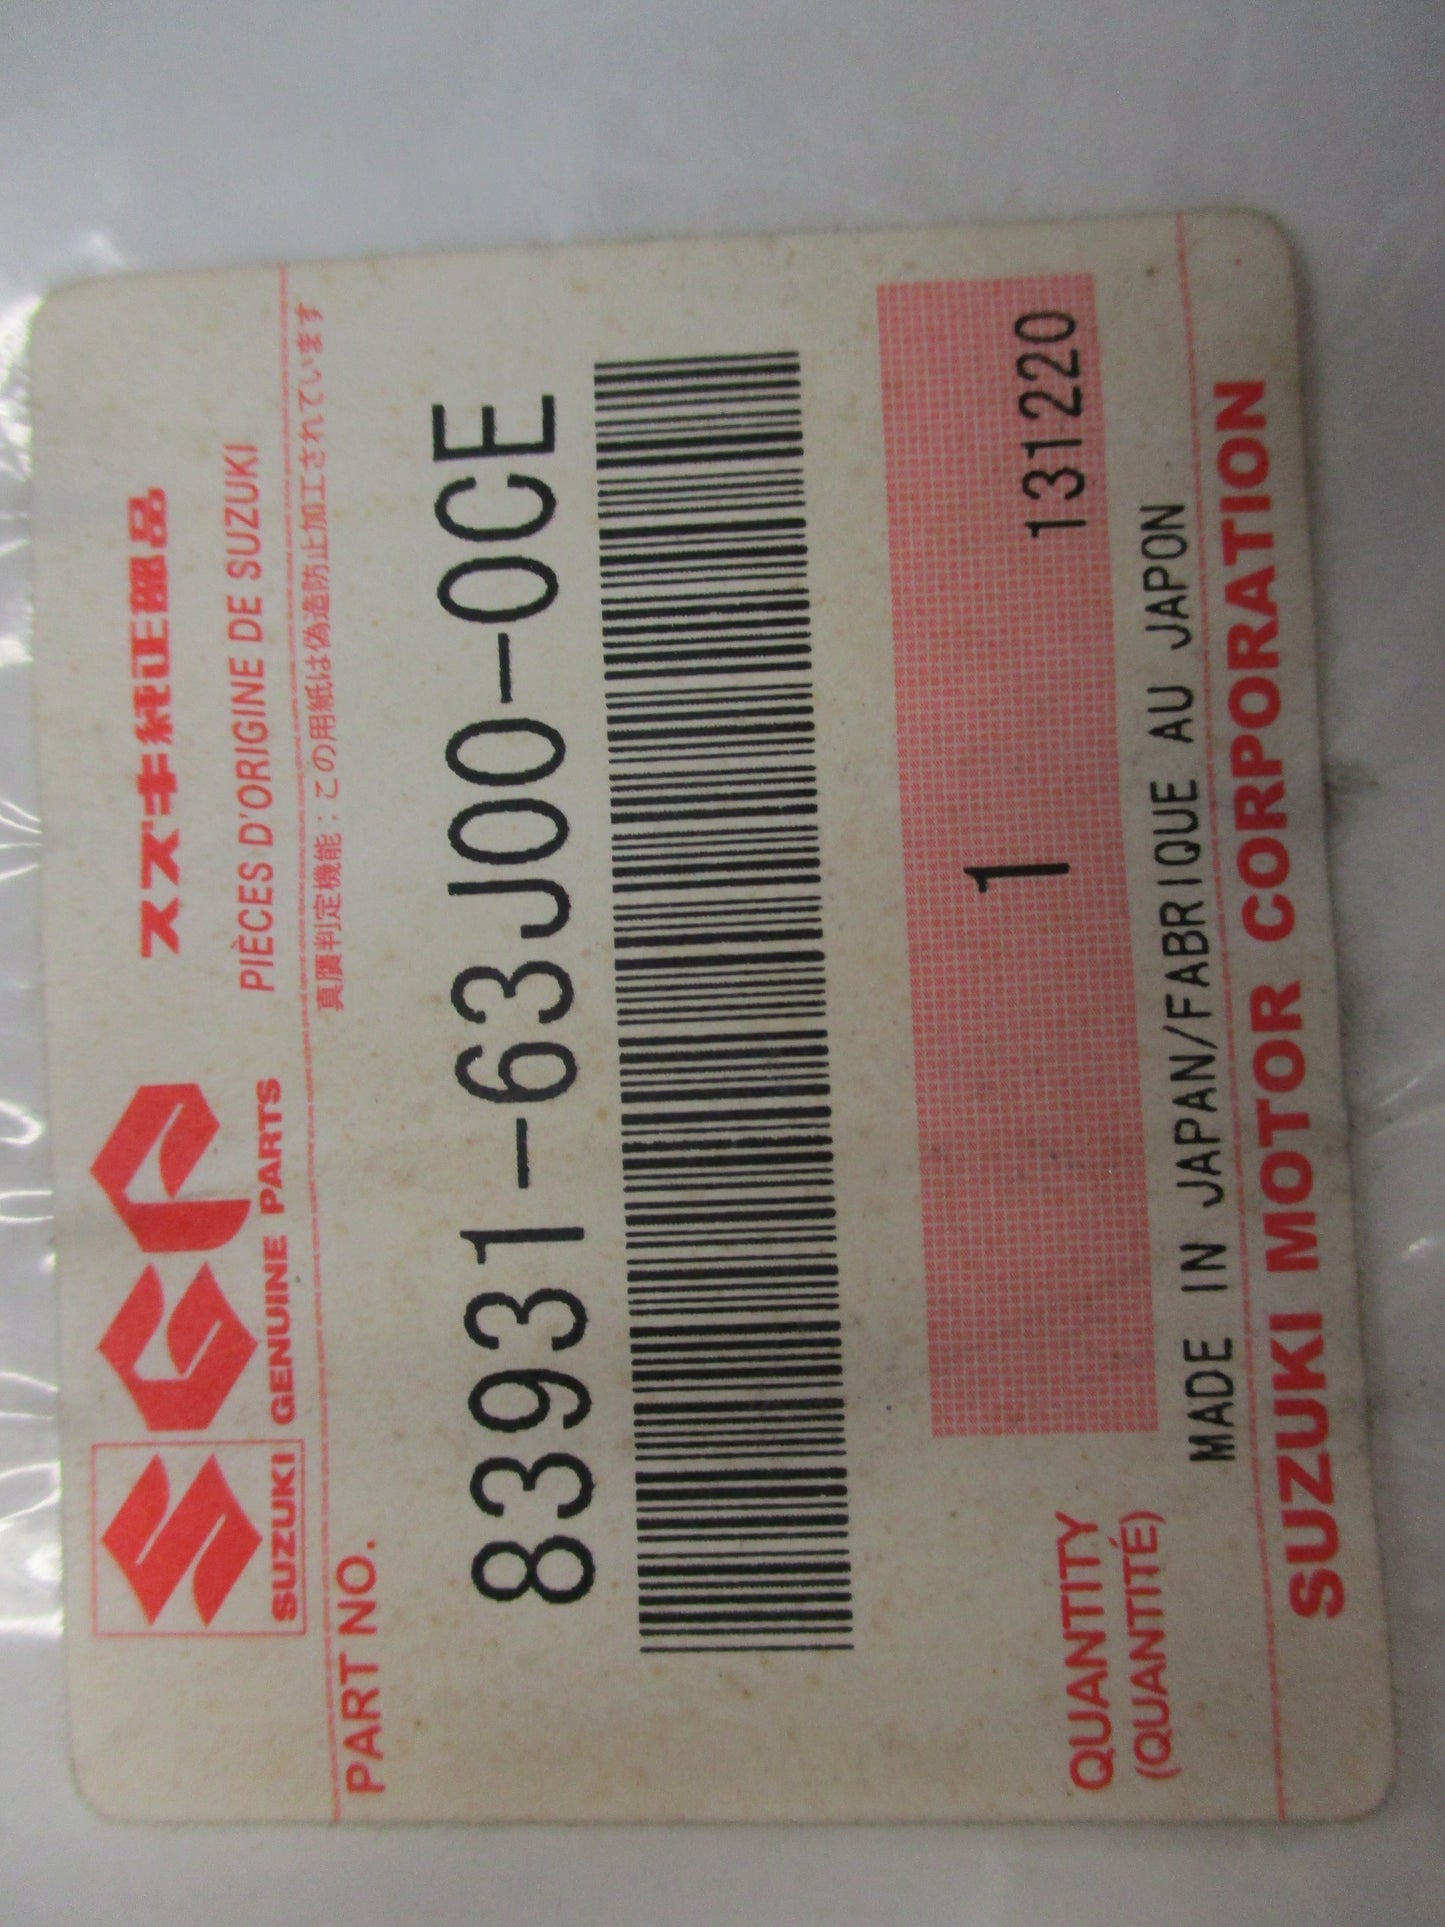 SUZUKI
GENUINE PARTS
スズキ純正部品
PIÈCES D'ORIGINE DE SUZUKI
真贋判定機能：この用紙は偽造防止加工されています
PART NO.
83931-63J00-0CE
QUANTITY
(QUANTITÉ)
1
131220
MADE IN JAPAN/FABRIQUE AU JAPON
SUZUKI MOTOR CORPORATION